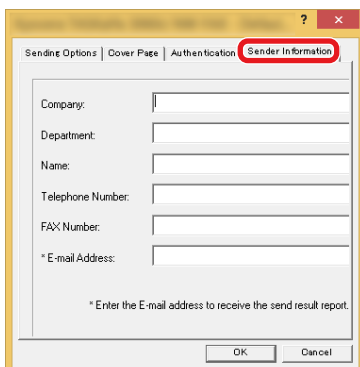 ?
Sending Options Cover Page Authentication Sender Information
Company:
Department:
Name:
Telephone Number:
FAX Number:
* E-mail Address:
* Enter the E-mail address to receive the send result report.
OK Cancel